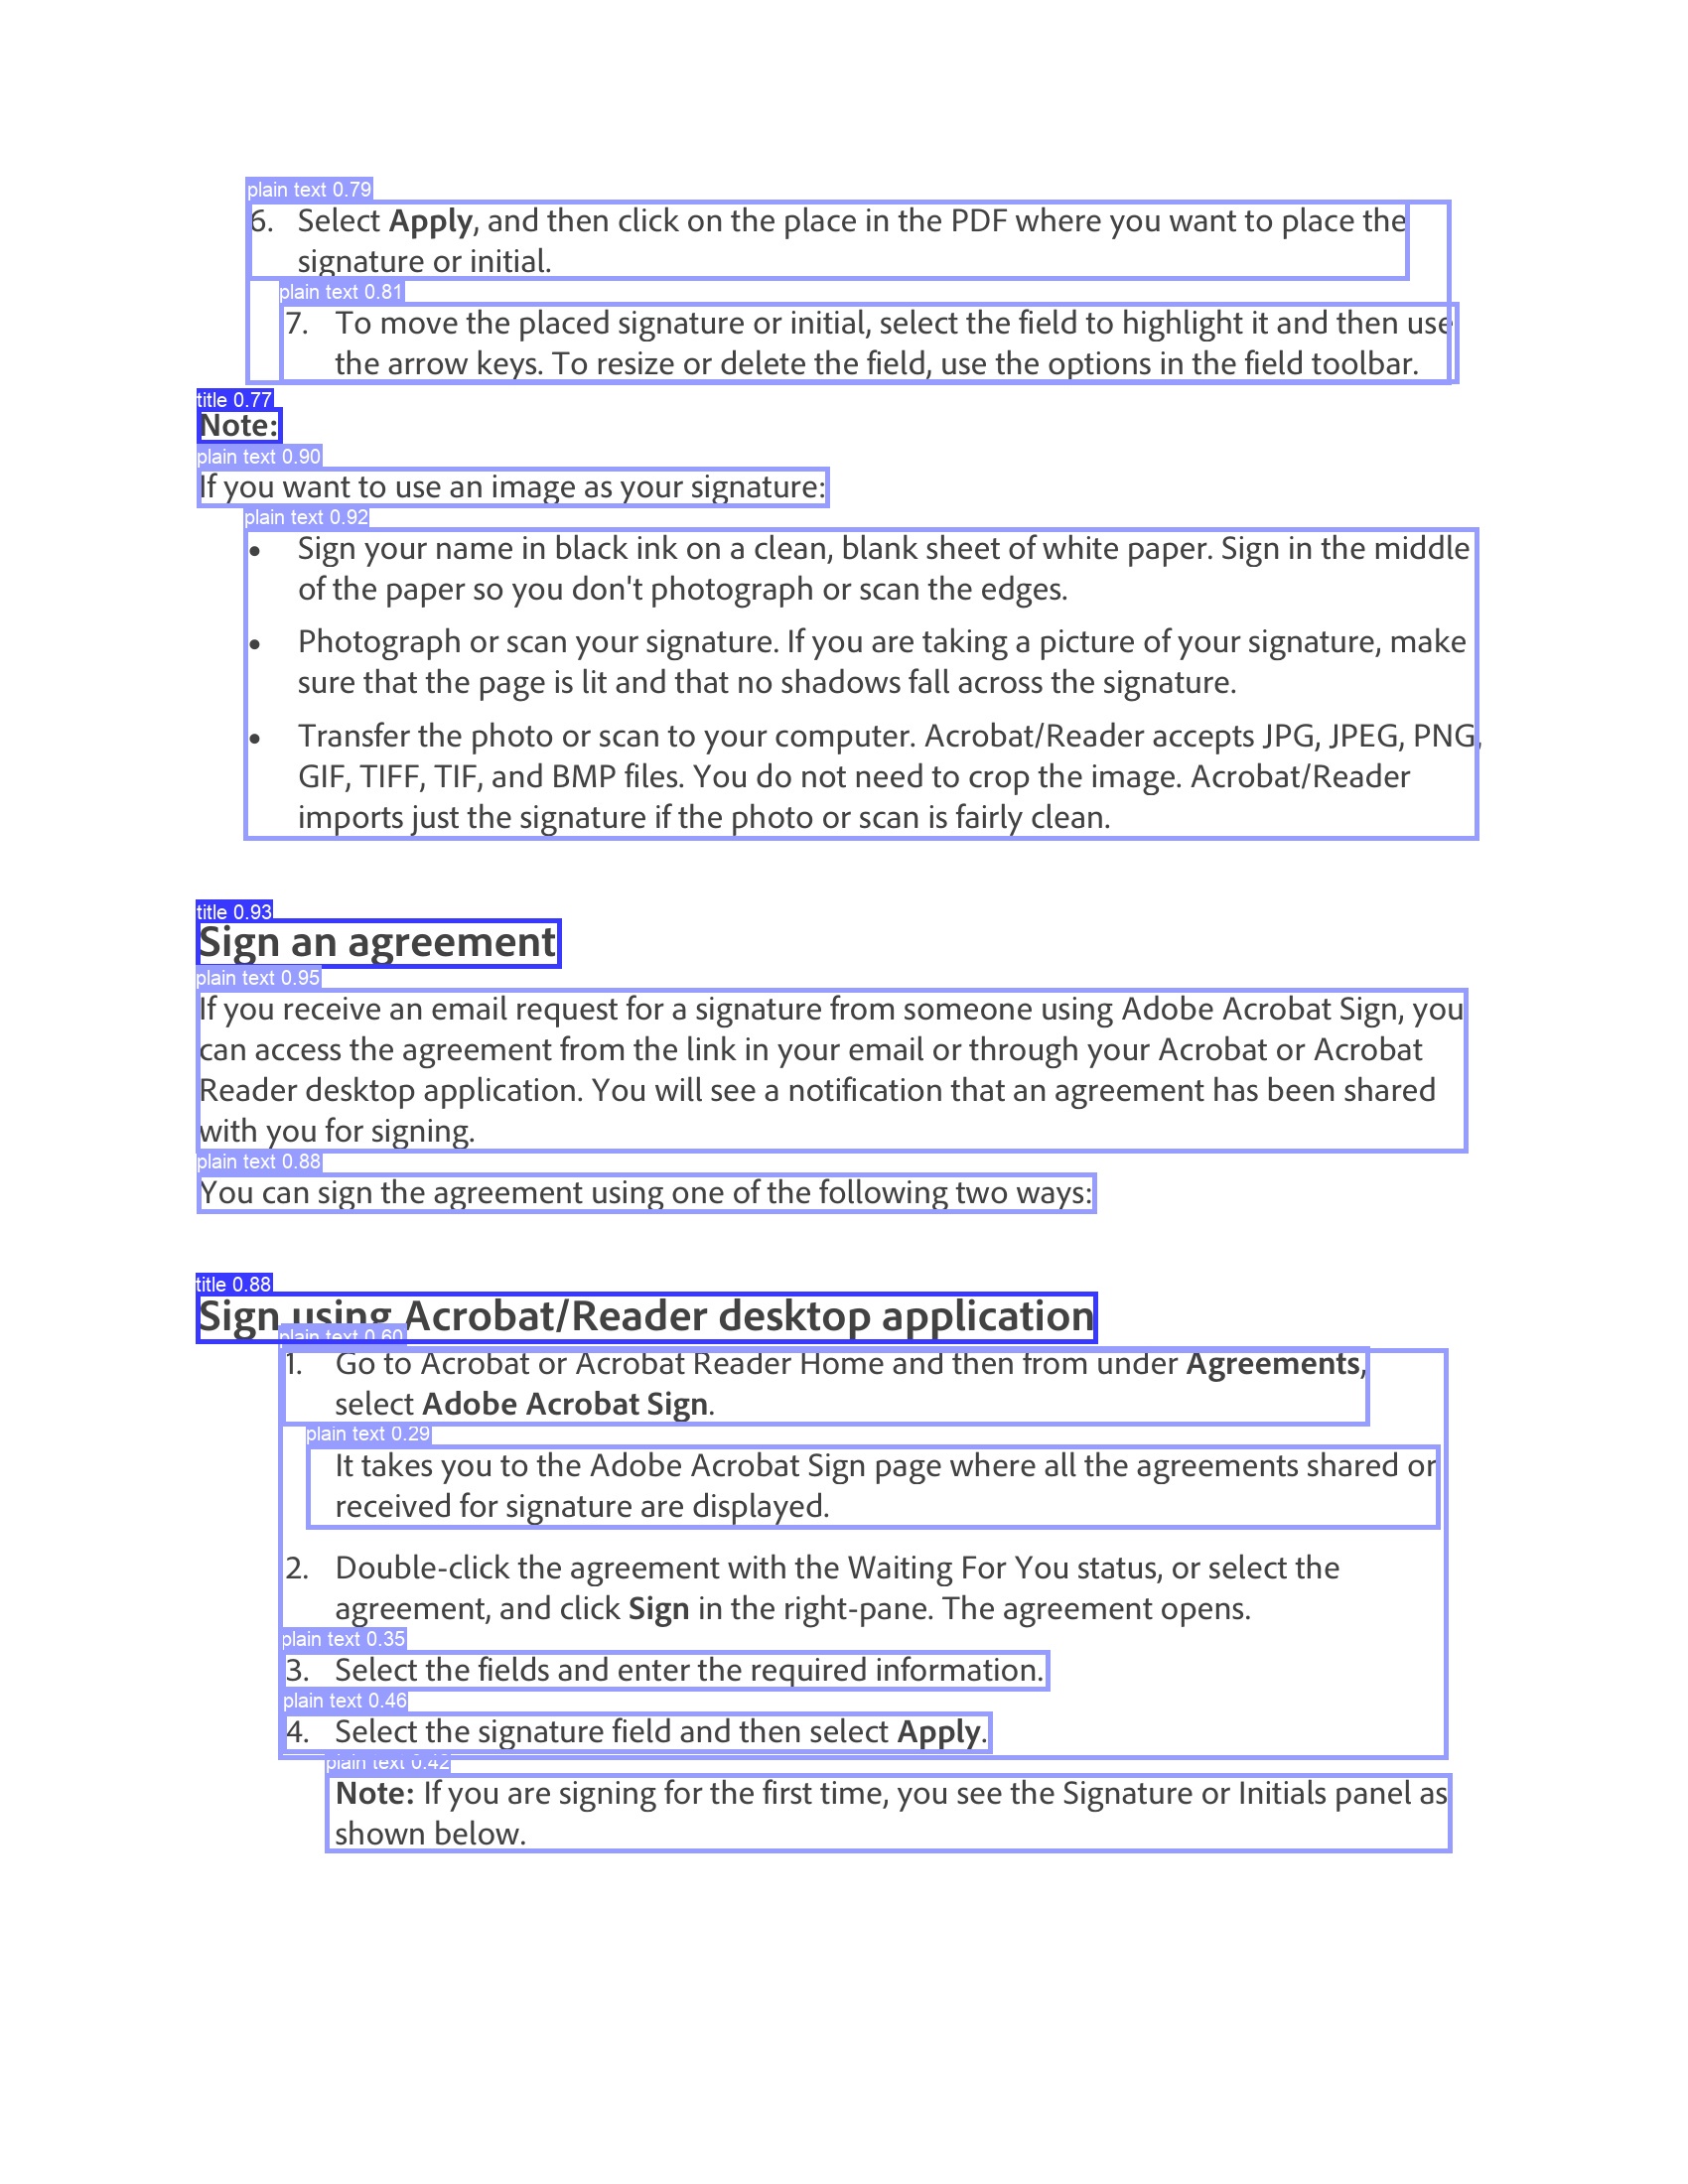 plain text 0.79
6. Select Apply, and then click on the place in the PDF where you want to place the
signature or initial.
plain text 0.81
7. To move the placed signature or initial, select the field to highlight it and then use
the arrow keys. To resize or delete the field, use the options in the field toolbar.
title 0.77
Note:
plain text 0.90
If you want to use an image as your signature:
plain text 0.92
• Sign your name in black ink on a clean, blank sheet of white paper. Sign in the middle
of the paper so you don't photograph or scan the edges.
• Photograph or scan your signature. If you are taking a picture of your signature, make
sure that the page is lit and that no shadows fall across the signature.
• Transfer the photo or scan to your computer. Acrobat/Reader accepts JPG, JPEG, PNG,
GIF, TIFF, TIF, and BMP files. You do not need to crop the image. Acrobat/Reader
imports just the signature if the photo or scan is fairly clean.
title 0.93
Sign an agreement
plain text 0.95
If you receive an email request for a signature from someone using Adobe Acrobat Sign, you
can access the agreement from the link in your email or through your Acrobat or Acrobat
Reader desktop application. You will see a notification that an agreement has been shared
with you for signing.
plain text 0.88
You can sign the agreement using one of the following two ways:
title 0.88
Sign using Acrobat/Reader desktop application
plain text 0.60
1. Go to Acrobat or Acrobat Reader Home and then from under Agreements,
select Adobe Acrobat Sign.
plain text 0.29
It takes you to the Adobe Acrobat Sign page where all the agreements shared or
received for signature are displayed.
2. Double-click the agreement with the Waiting For You status, or select the
agreement, and click Sign in the right-pane. The agreement opens.
plain text 0.35
3. Select the fields and enter the required information.
plain text 0.46
4. Select the signature field and then select Apply.
plain text 0.42
Note: If you are signing for the first time, you see the Signature or Initials panel as
shown below.